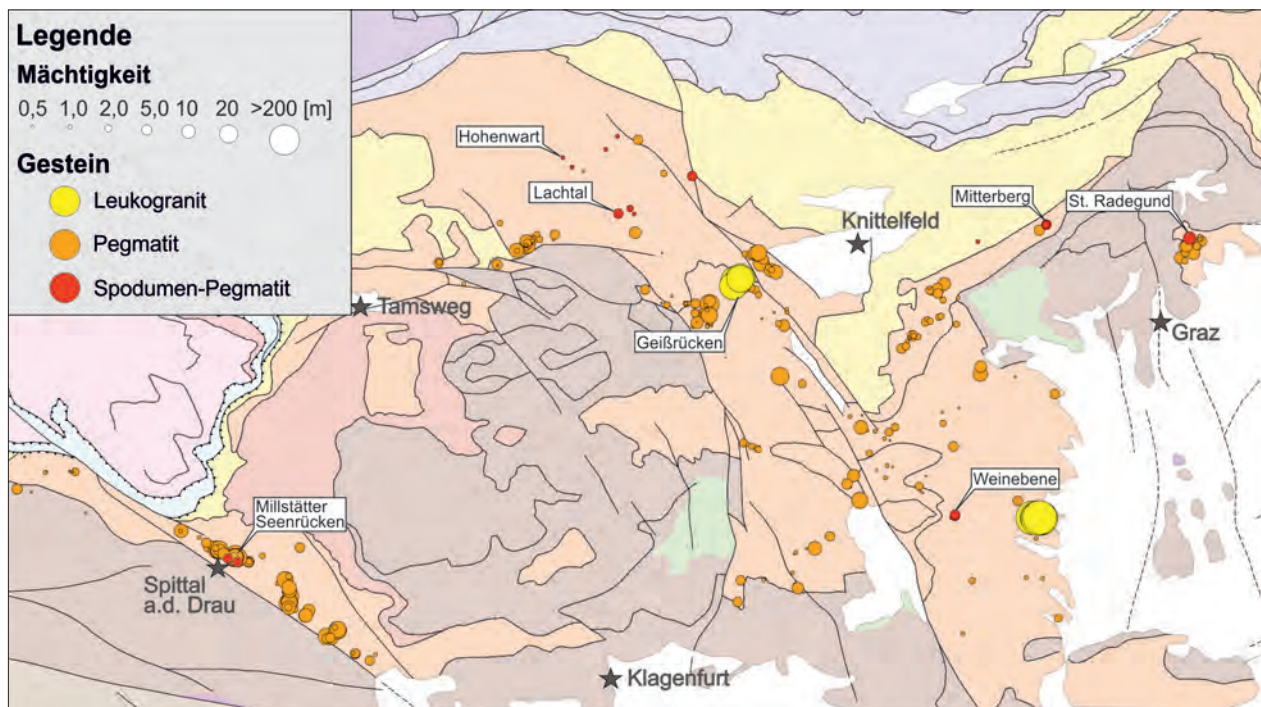 Legende
Mächtigkeit
0,5 1,0 2,0 5,0 10 20 >200 [m]
Gestein
Leukogranit
Pegmatit
Spodumen-Pegmatit
Hohenwart
Lachtal
Knittelfeld
Mitterberg
St. Radegund
Tamsweg
Geißrücken
Graz
Weinebene
Millstätter
Seenrücken
Spittal
a.d. Drau
Klagenfurt